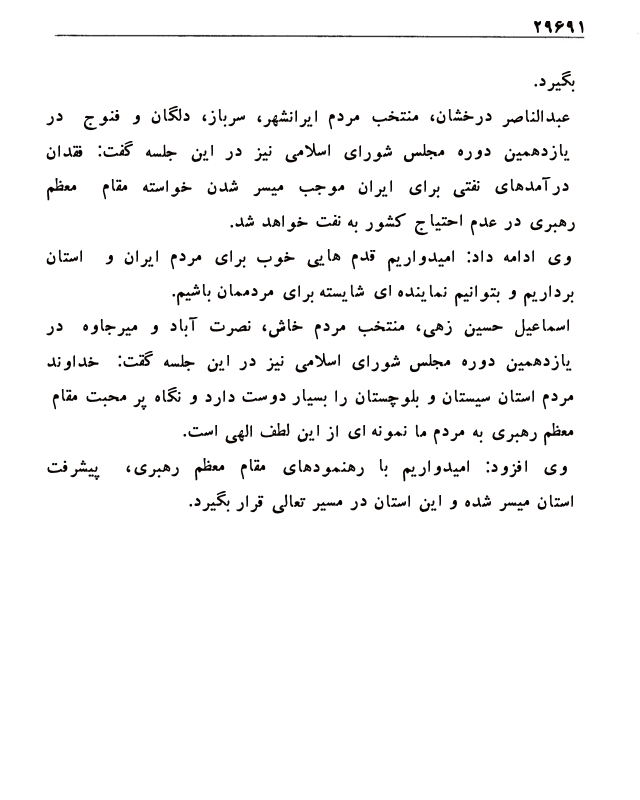 ۲۹۶۹۱
بگیرد.
عبدالناصر درخشان، منتخب مردم ایرانشهر، سرباز، دلگان و فنوج در
یازدهمین دوره مجلس شورای اسلامی نیز در این جلسه گفت: فقدان
درآمدهای نفتی برای ایران موجب میسر شدن خواسته مقام معظم
رهبری در عدم احتیاج کشور به نفت خواهد شد.
وی ادامه داد: امیدواریم قدم هایی خوب برای مردم ایران و استان
برداریم و بتوانیم نماینده ای شایسته برای مردممان باشیم.
اسماعیل حسین زهی، منتخب مردم خاش، نصرت آباد و میرجاوه در
یازدهمین دوره مجلس شورای اسلامی نیز در این جلسه گفت: خداوند
مردم استان سیستان و بلوچستان را بسیار دوست دارد و نگاه پر محبت مقام
معظم رهبری به مردم ما نمونه ای از این لطف الهی است.
وی افزود: امیدواریم با رهنمودهای مقام معظم رهبری، پیشرفت
استان میسر شده و این استان در مسیر تعالی قرار بگیرد.